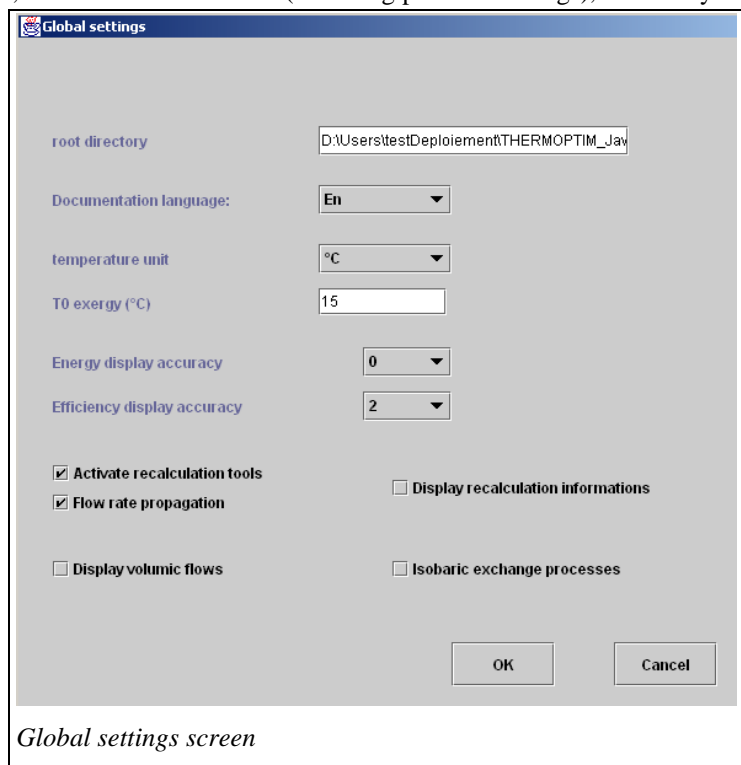 Global settings
root directory D:\Users\testDeploiement\THERMOPTIM_Jav
Documentation language: En
temperature unit °C
T0 exergy (°C) 15
Energy display accuracy 0
Efficiency display accuracy 2
Activate recalculation tools
Display recalculation informations
Flow rate propagation
Display volumic flows Isobaric exchange processes
OK Cancel
Global settings screen